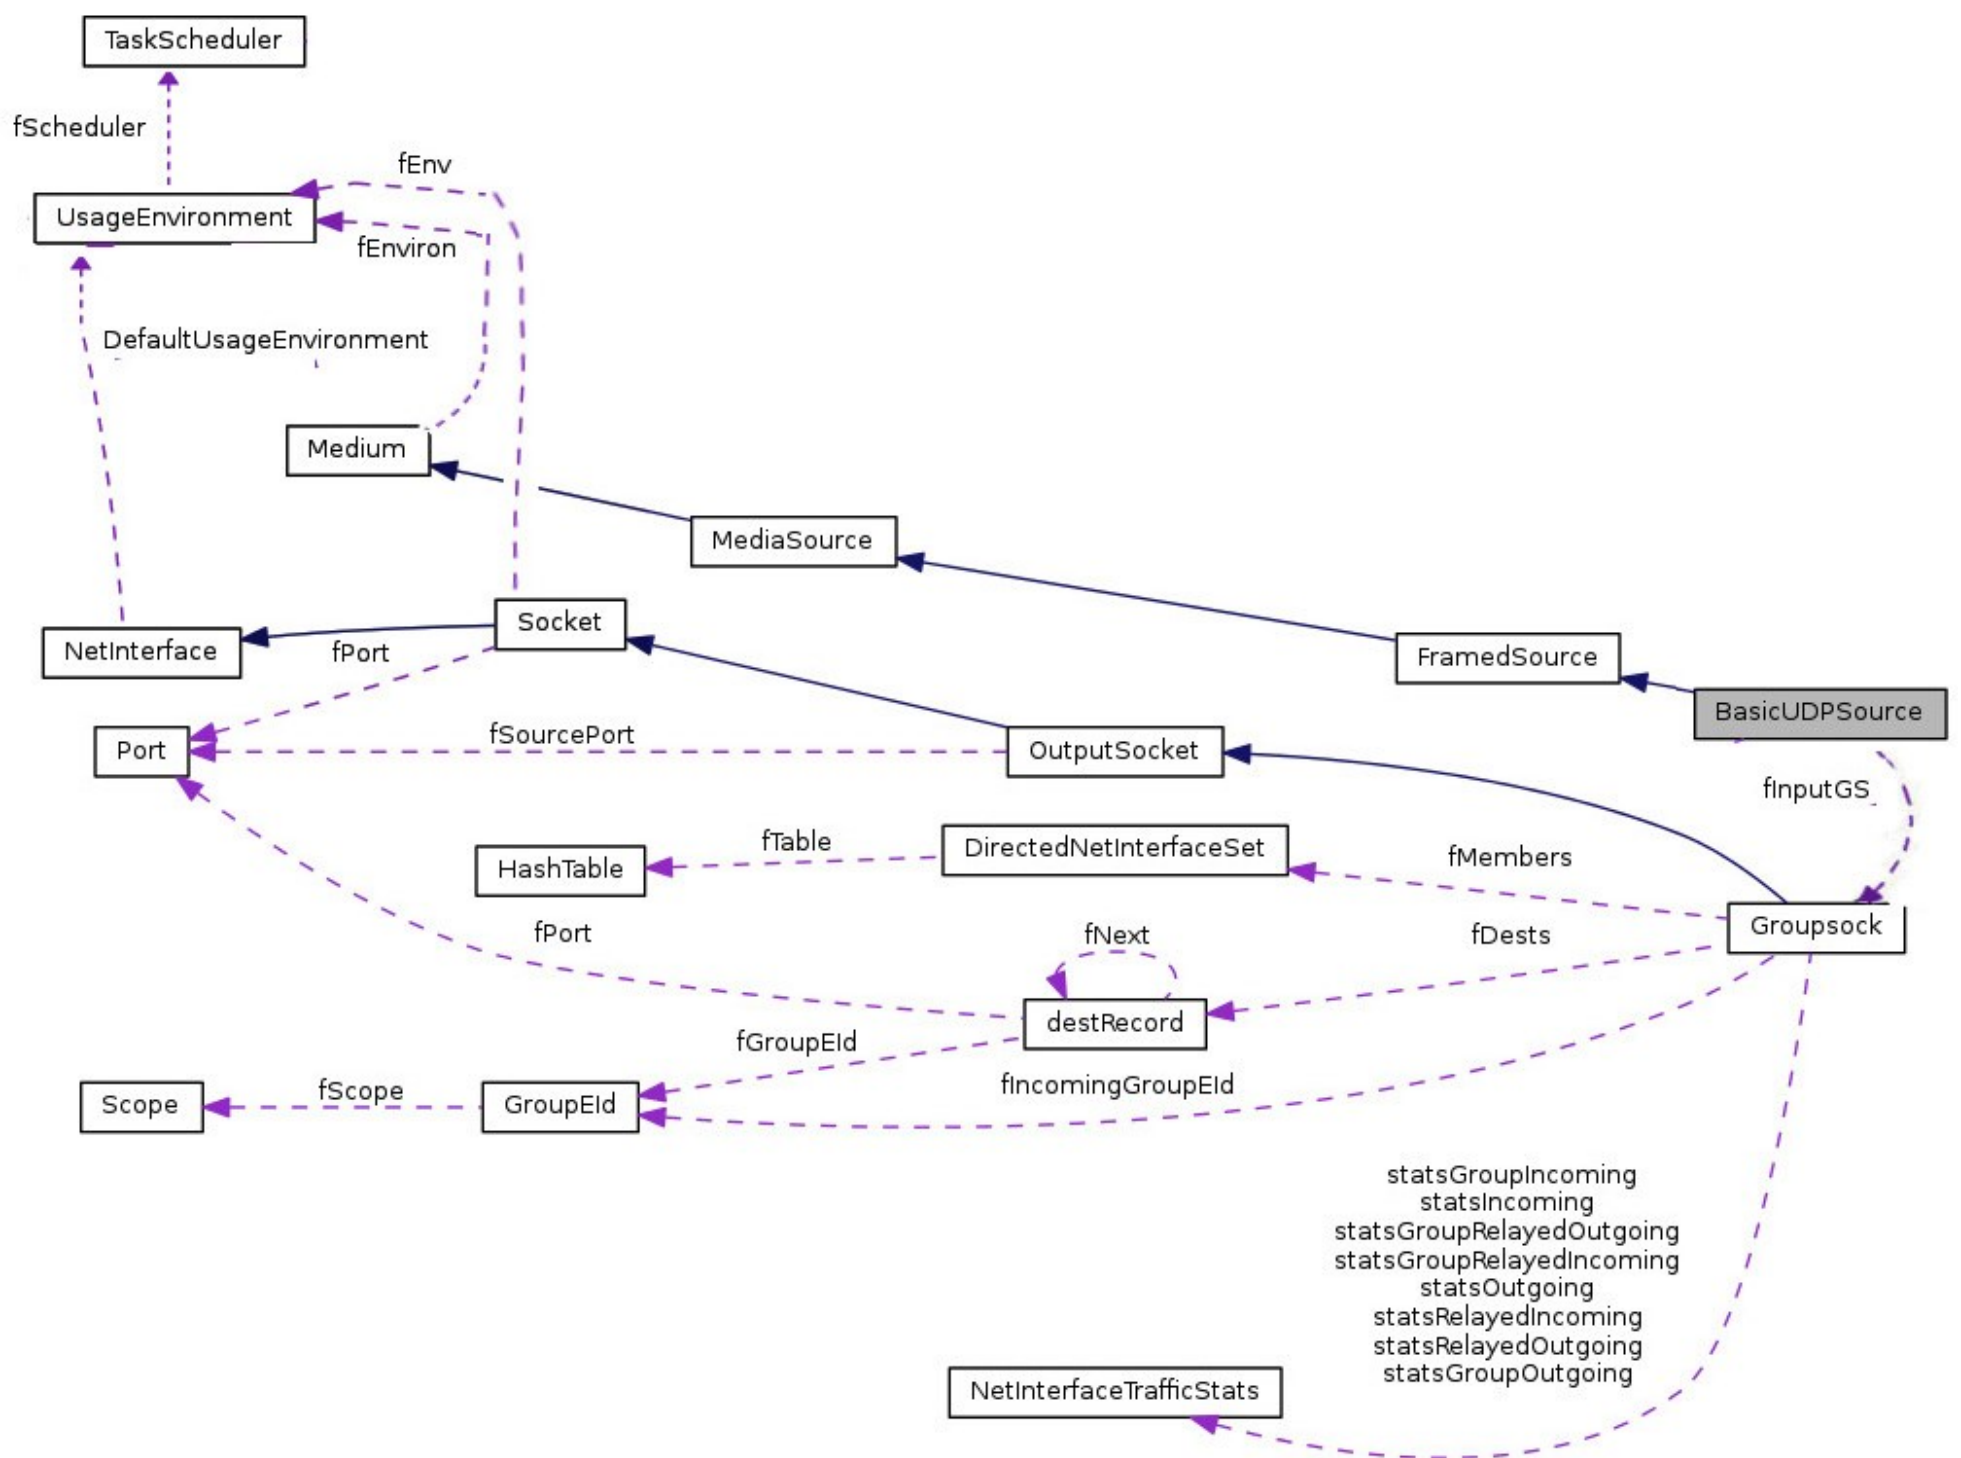 TaskScheduler
fScheduler
fEnv
UsageEnvironment
fEnviron
DefaultUsageEnvironment
Medium
MediaSource
Socket
NetInterface
fPort
FramedSource
BasicUDPSource
fSourcePort
Port
OutputSocket
fInputGS
fTable
DirectedNetInterfaceSet
fMembers
HashTable
fPort
fNext
fDests
Groupsock
destRecord
fGroupEId
fIncomingGroupEId
fScope
Scope
GroupEId
statsGroupIncoming
statsIncoming
statsGroupRelayedOutgoing
statsGroupRelayedIncoming
statsOutgoing
statsRelayedIncoming
statsRelayedOutgoing
statsGroupOutgoing
NetInterfaceTrafficStats